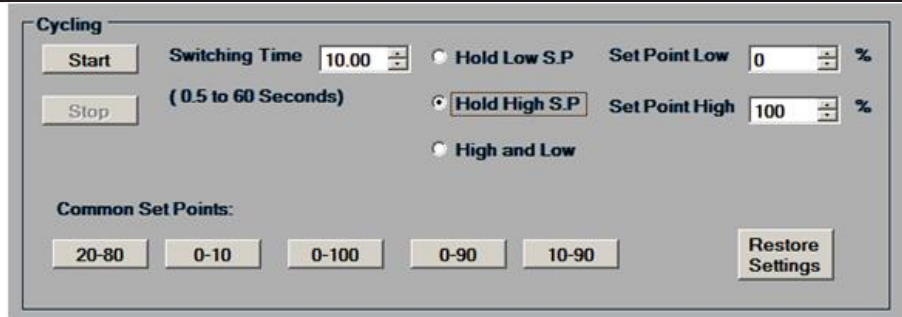 Cycling
Start Switching Time 10.00 Hold Low S.P Set Point Low 0 %
Stop ( 0.5 to 60 Seconds) Hold High S.P Set Point High 100 %
High and Low
Common Set Points:
20-80 0-10 0-100 0-90 10-90 Restore Settings